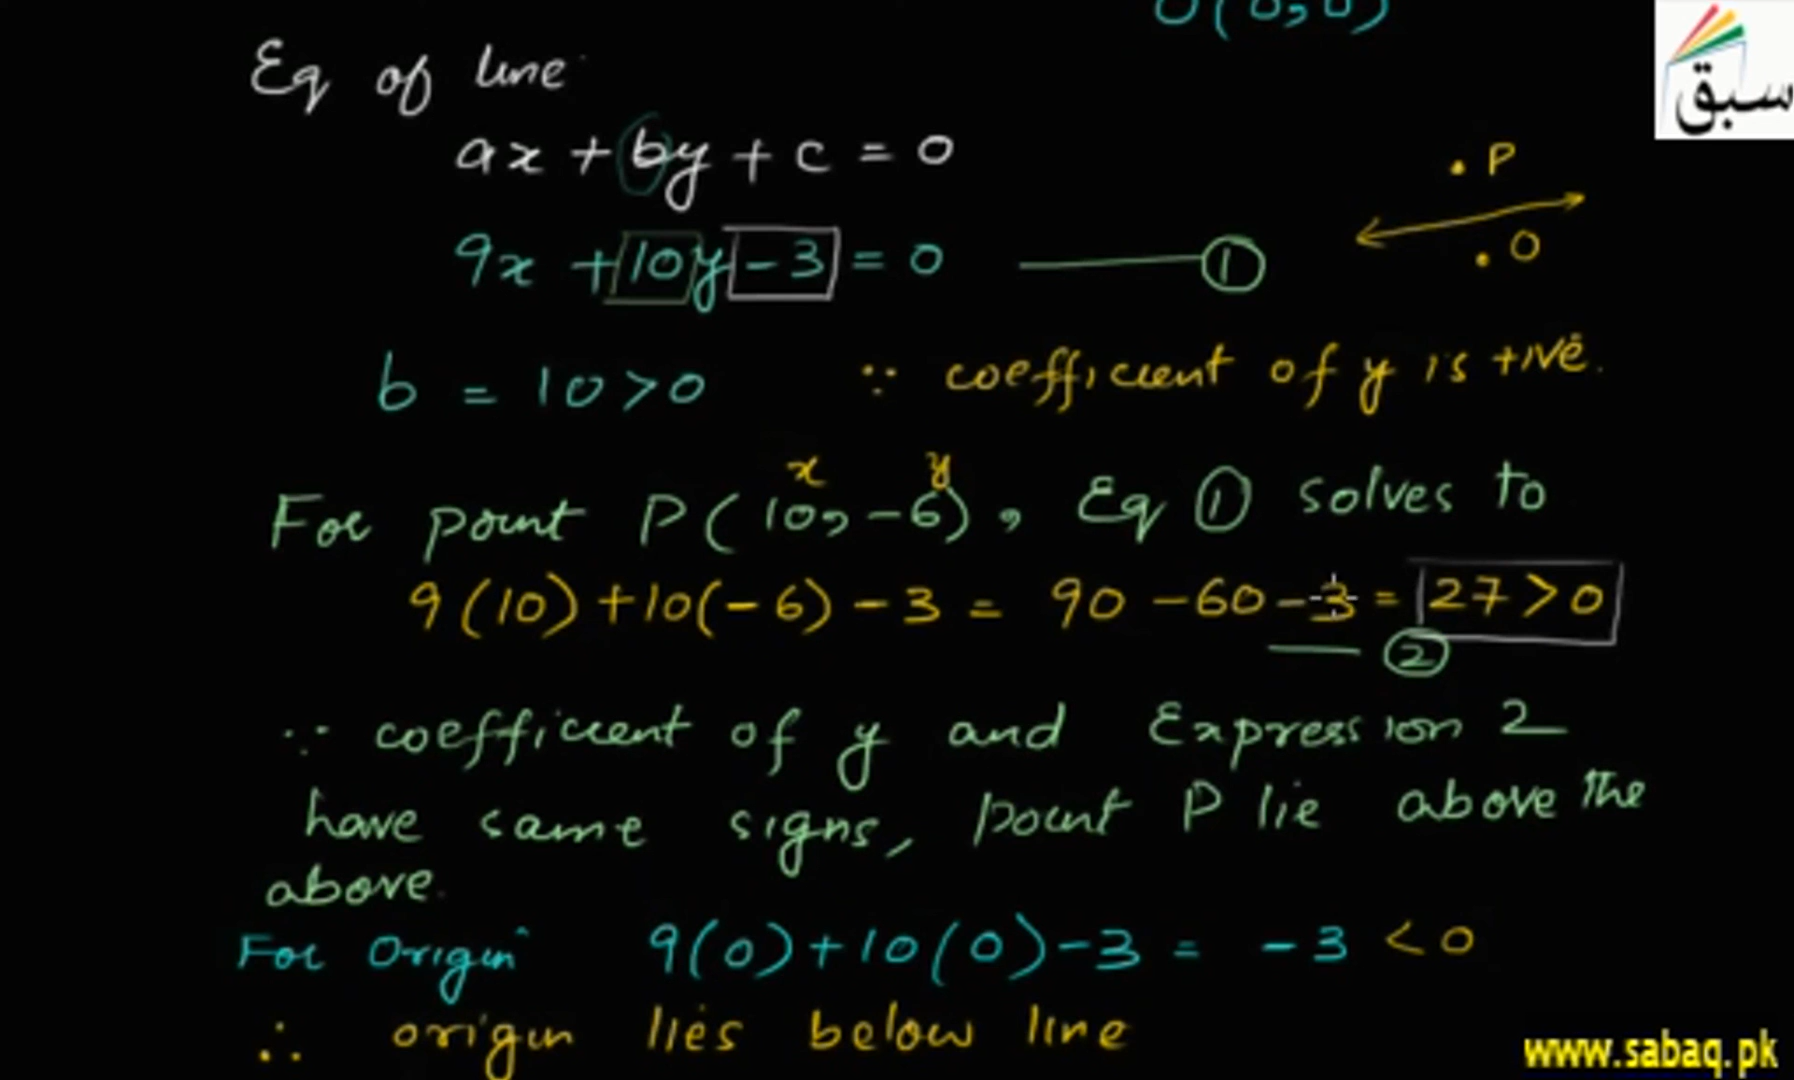 O(0,0)
سبق
Eq of line
ax + by + c = 0
. P
9x + 10y - 3 = 0 —— ①
. O
b = 10 > 0 ∵ coefficient of y is +ive.
x y
For point P(10, -6), Eq ① solves to
9(10) + 10(-6) - 3 = 90 - 60 - 3 = 27 > 0
—— ②
∵ coefficient of y and Expression 2
have same signs, point P lie above the
above.
For Origin 9(0) + 10(0) - 3 = -3 < 0
∴ origin lies below line
www.sabaq.pk